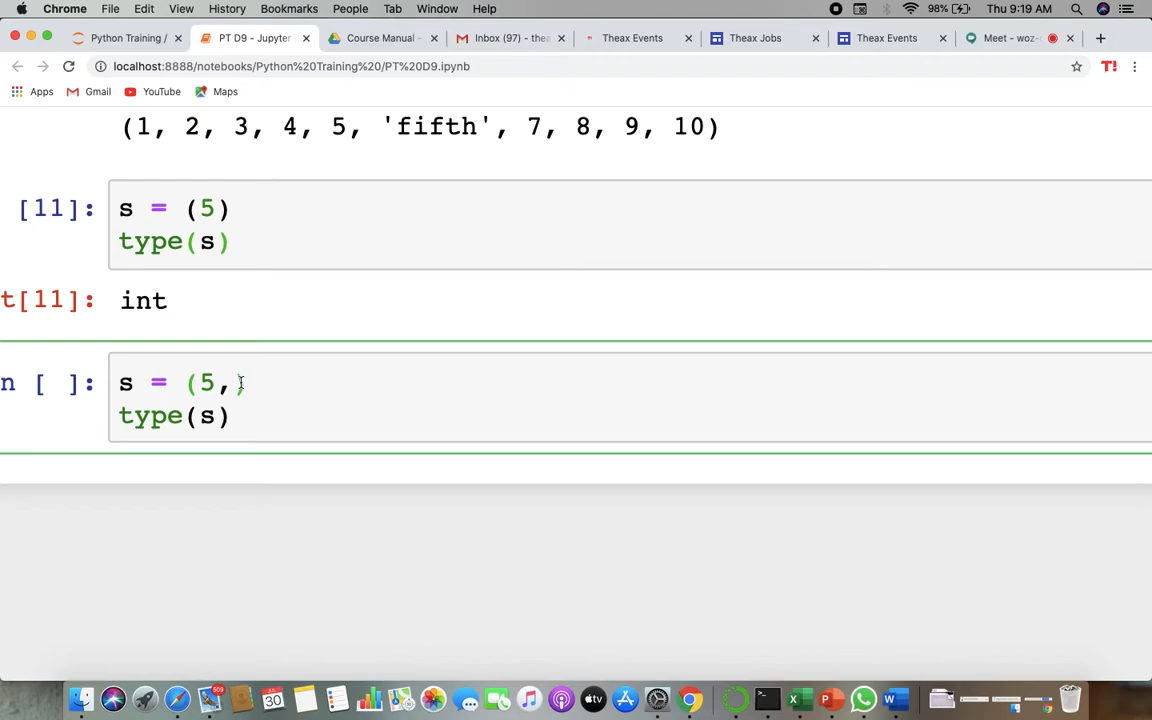 Chrome File Edit View History Bookmarks People Tab Window Help 98% Thu 9:19 AM
Python Training / PT D9 - Jupyter Course Manual - Inbox (97) - thea Theax Events Theax Jobs Theax Events Meet - woz-
localhost:8888/notebooks/Python%20Training%20/PT%20D9.ipynb T!
Apps Gmail YouTube Maps
(1, 2, 3, 4, 5, 'fifth', 7, 8, 9, 10)
[11]: s = (5)
type(s)
t[11]: int
n [ ]: s = (5,)
type(s)
509
30